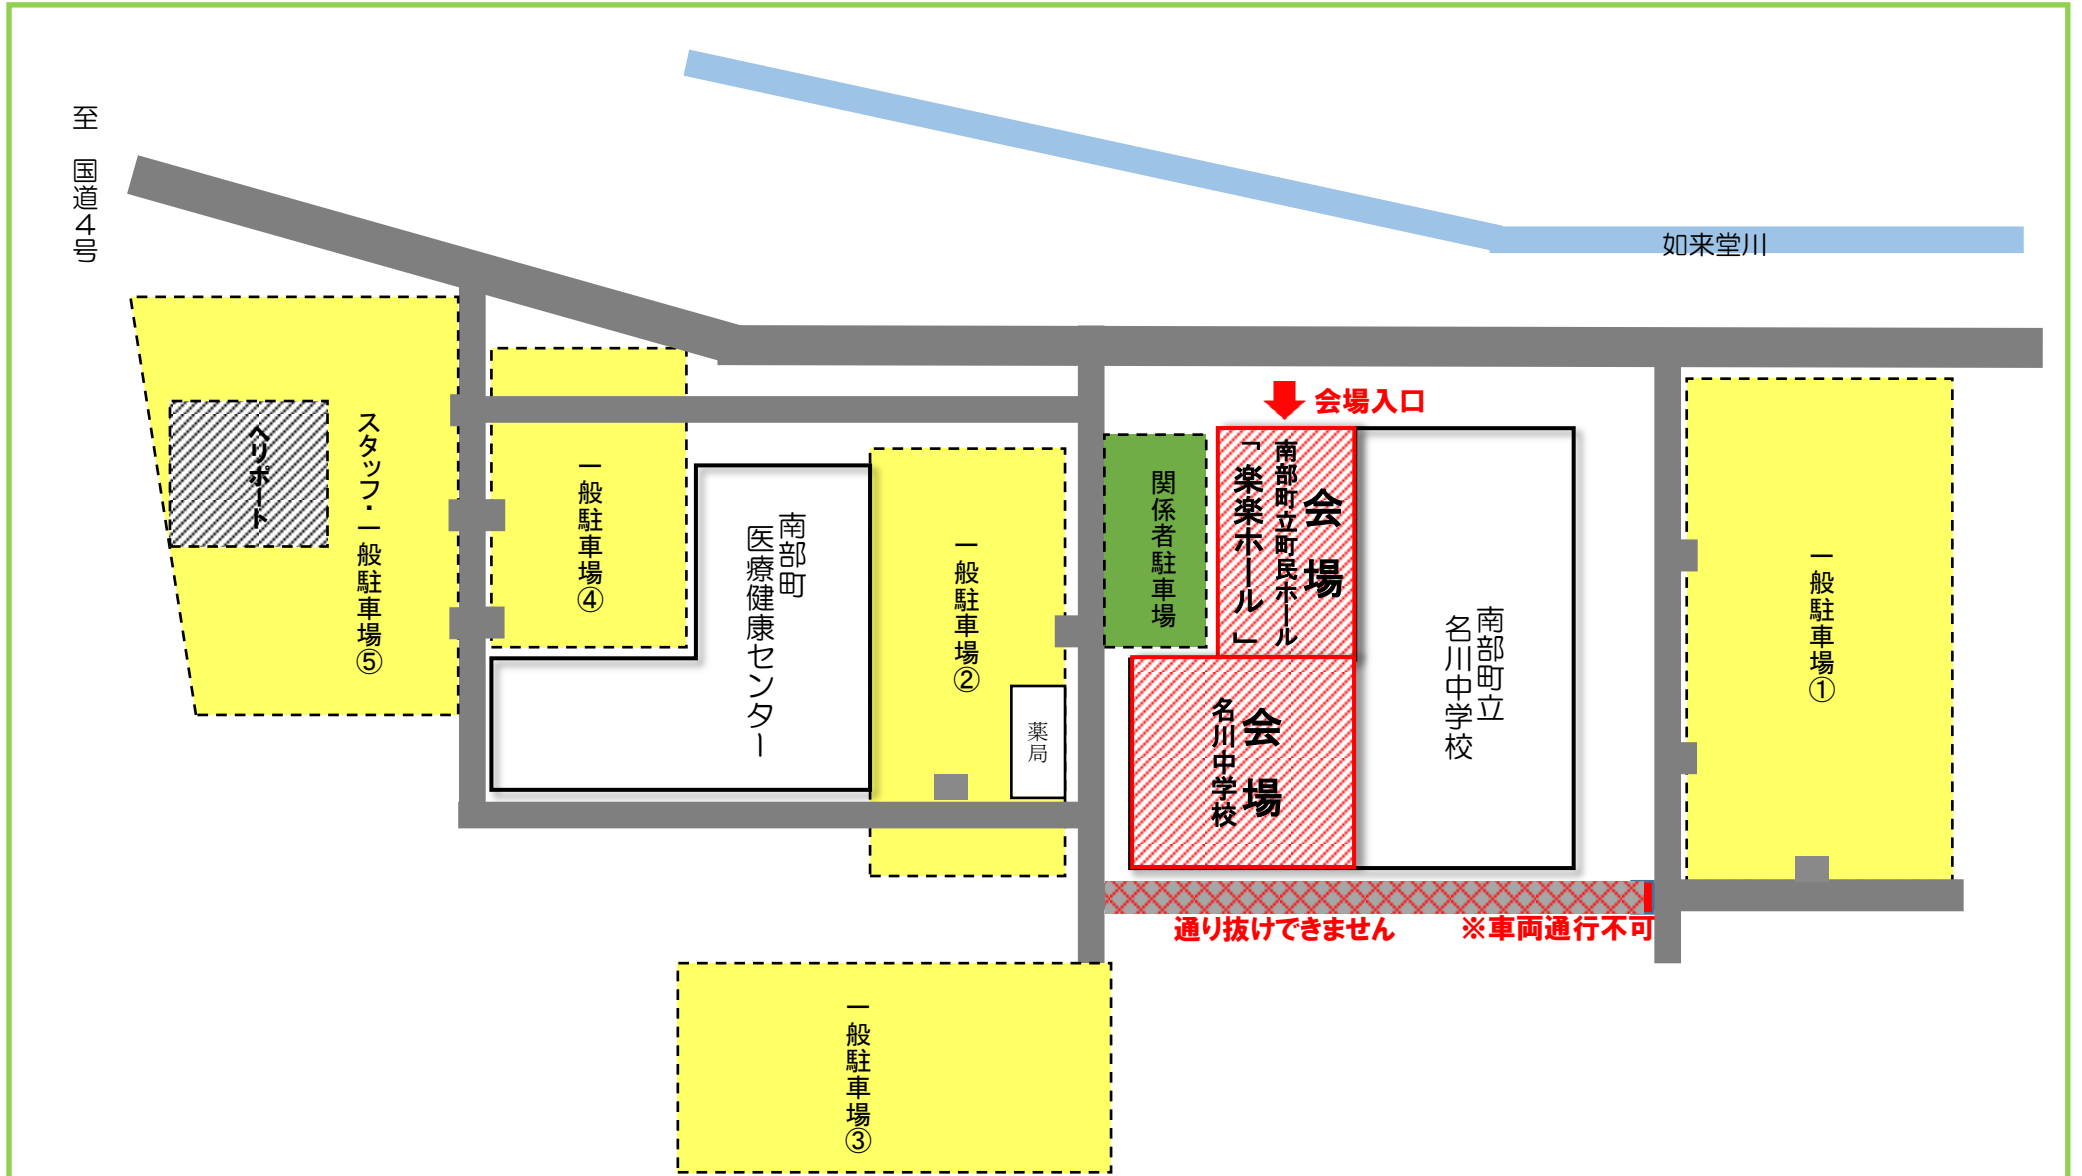 至　国道４号
如来堂川
会場入口
ヘリポート
スタッフ・一般駐車場⑤
一般駐車場④
南部町
医療健康センター
一般駐車場②
薬局
関係者駐車場
会　場
南部町立町民ホール
「楽楽ホール」
会　場
名川中学校
南部町立
名川中学校
一般駐車場①
通り抜けできません
※車両通行不可
一般駐車場③